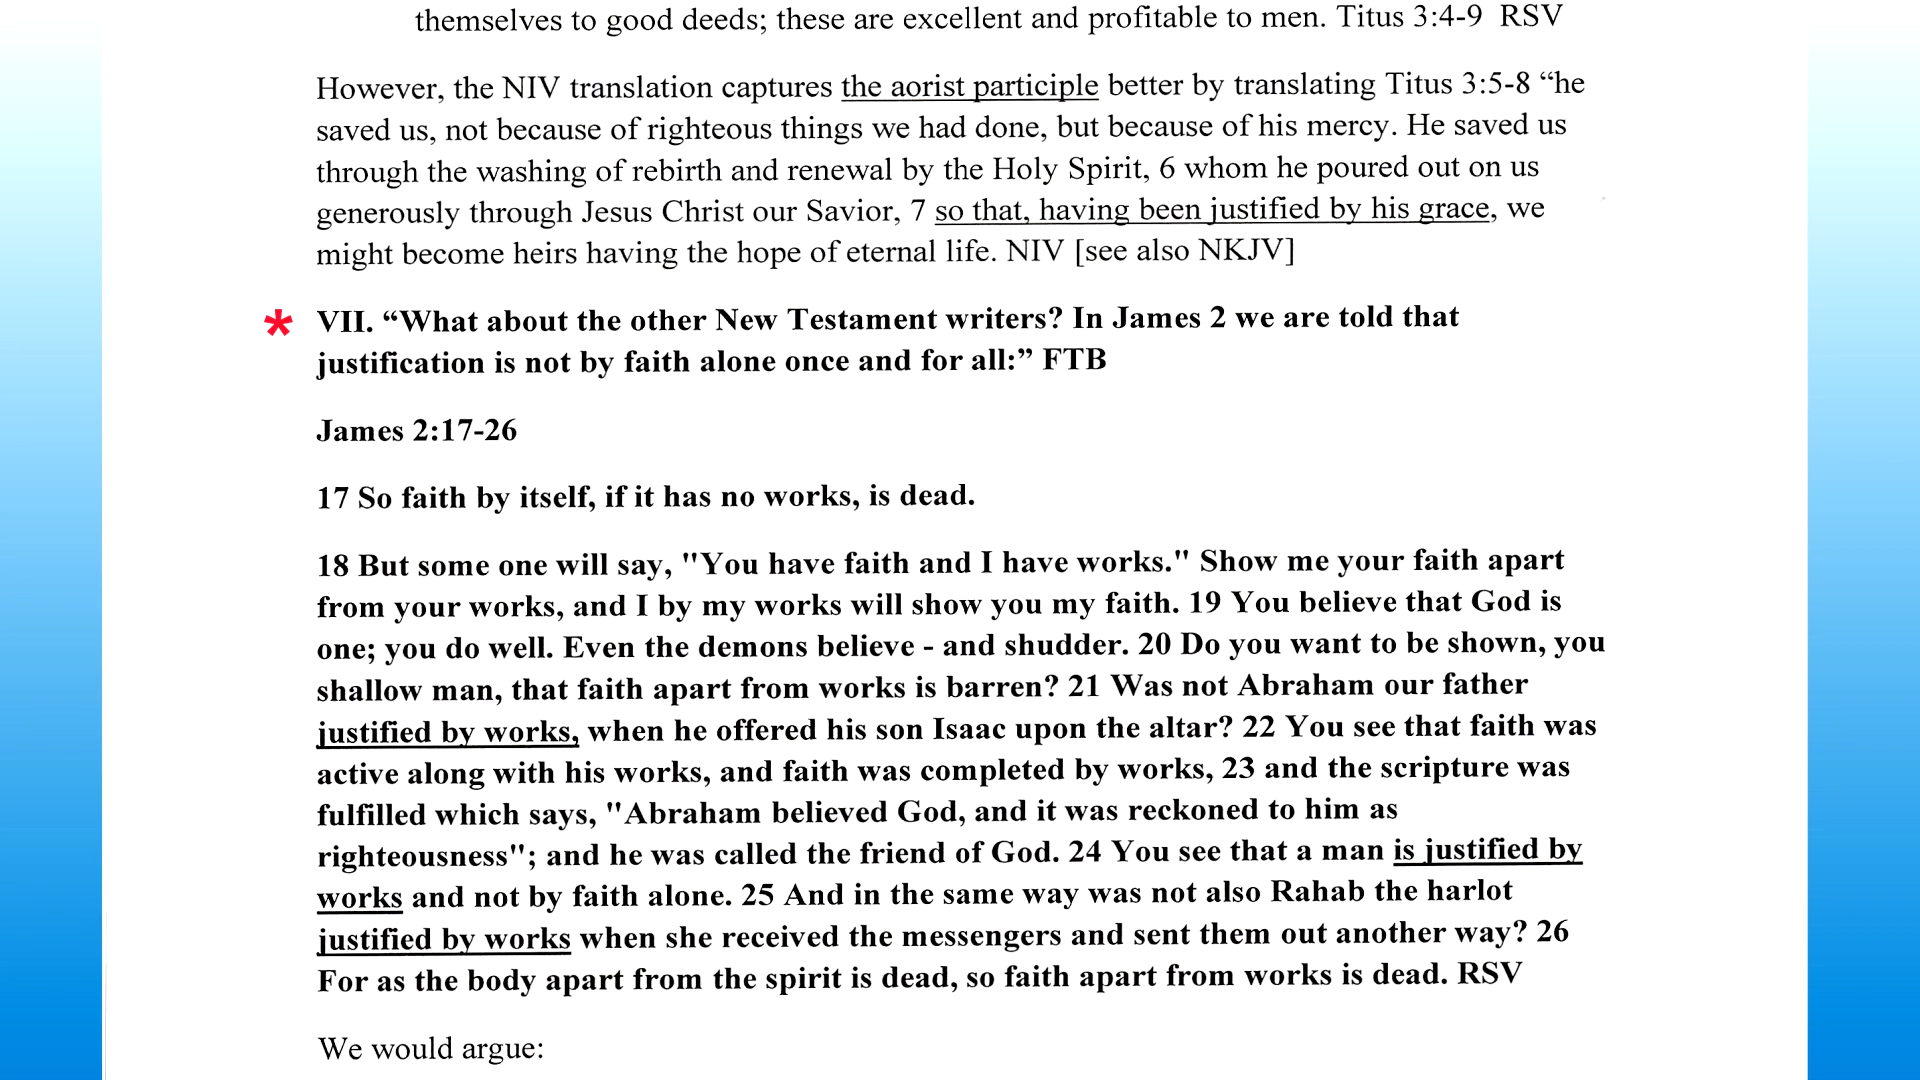 themselves to good deeds; these are excellent and profitable to men. Titus 3:4-9 RSV
However, the NIV translation captures the aorist participle better by translating Titus 3:5-8 “he
saved us, not because of righteous things we had done, but because of his mercy. He saved us
through the washing of rebirth and renewal by the Holy Spirit, 6 whom he poured out on us
generously through Jesus Christ our Savior, 7 so that, having been justified by his grace, we
might become heirs having the hope of eternal life. NIV [see also NKJV]
* VII. “What about the other New Testament writers? In James 2 we are told that
justification is not by faith alone once and for all:” FTB
James 2:17-26
17 So faith by itself, if it has no works, is dead.
18 But some one will say, "You have faith and I have works." Show me your faith apart
from your works, and I by my works will show you my faith. 19 You believe that God is
one; you do well. Even the demons believe - and shudder. 20 Do you want to be shown, you
shallow man, that faith apart from works is barren? 21 Was not Abraham our father
justified by works, when he offered his son Isaac upon the altar? 22 You see that faith was
active along with his works, and faith was completed by works, 23 and the scripture was
fulfilled which says, "Abraham believed God, and it was reckoned to him as
righteousness"; and he was called the friend of God. 24 You see that a man is justified by
works and not by faith alone. 25 And in the same way was not also Rahab the harlot
justified by works when she received the messengers and sent them out another way? 26
For as the body apart from the spirit is dead, so faith apart from works is dead. RSV
We would argue: